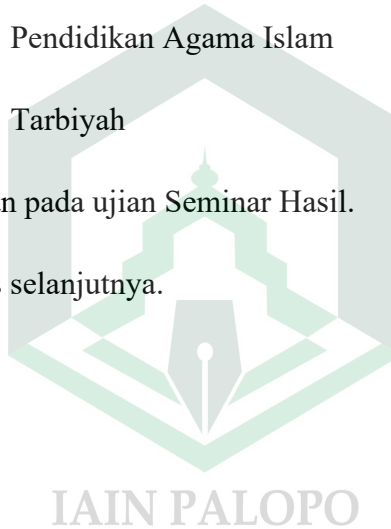 Pendidikan Agama Islam
Tarbiyah
n pada ujian Seminar Hasil.
selanjutnya.
IAIN PALOPO